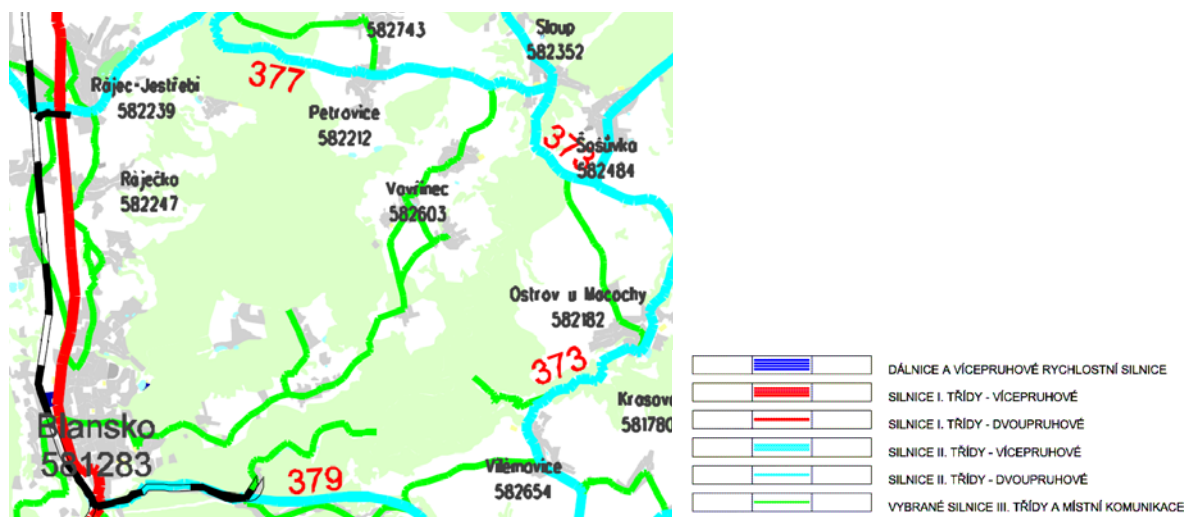 582743
Sloup
582352
377
Rájec-Jestřebí
582239
Petrovice
582212
373
Šošůvka
582484
Ráječko
582247
Vavřinec
582603
Ostrov u Macochy
582182
373
Krasová
581780
Blansko
581283
379
Vilémovice
582654
DÁLNICE A VÍCEPRUHOVÉ RYCHLOSTNÍ SILNICE
SILNICE I. TŘÍDY - VÍCEPRUHOVÉ
SILNICE I. TŘÍDY - DVOUPRUHOVÉ
SILNICE II. TŘÍDY - VÍCEPRUHOVÉ
SILNICE II. TŘÍDY - DVOUPRUHOVÉ
VYBRANÉ SILNICE III. TŘÍDY A MÍSTNÍ KOMUNIKACE